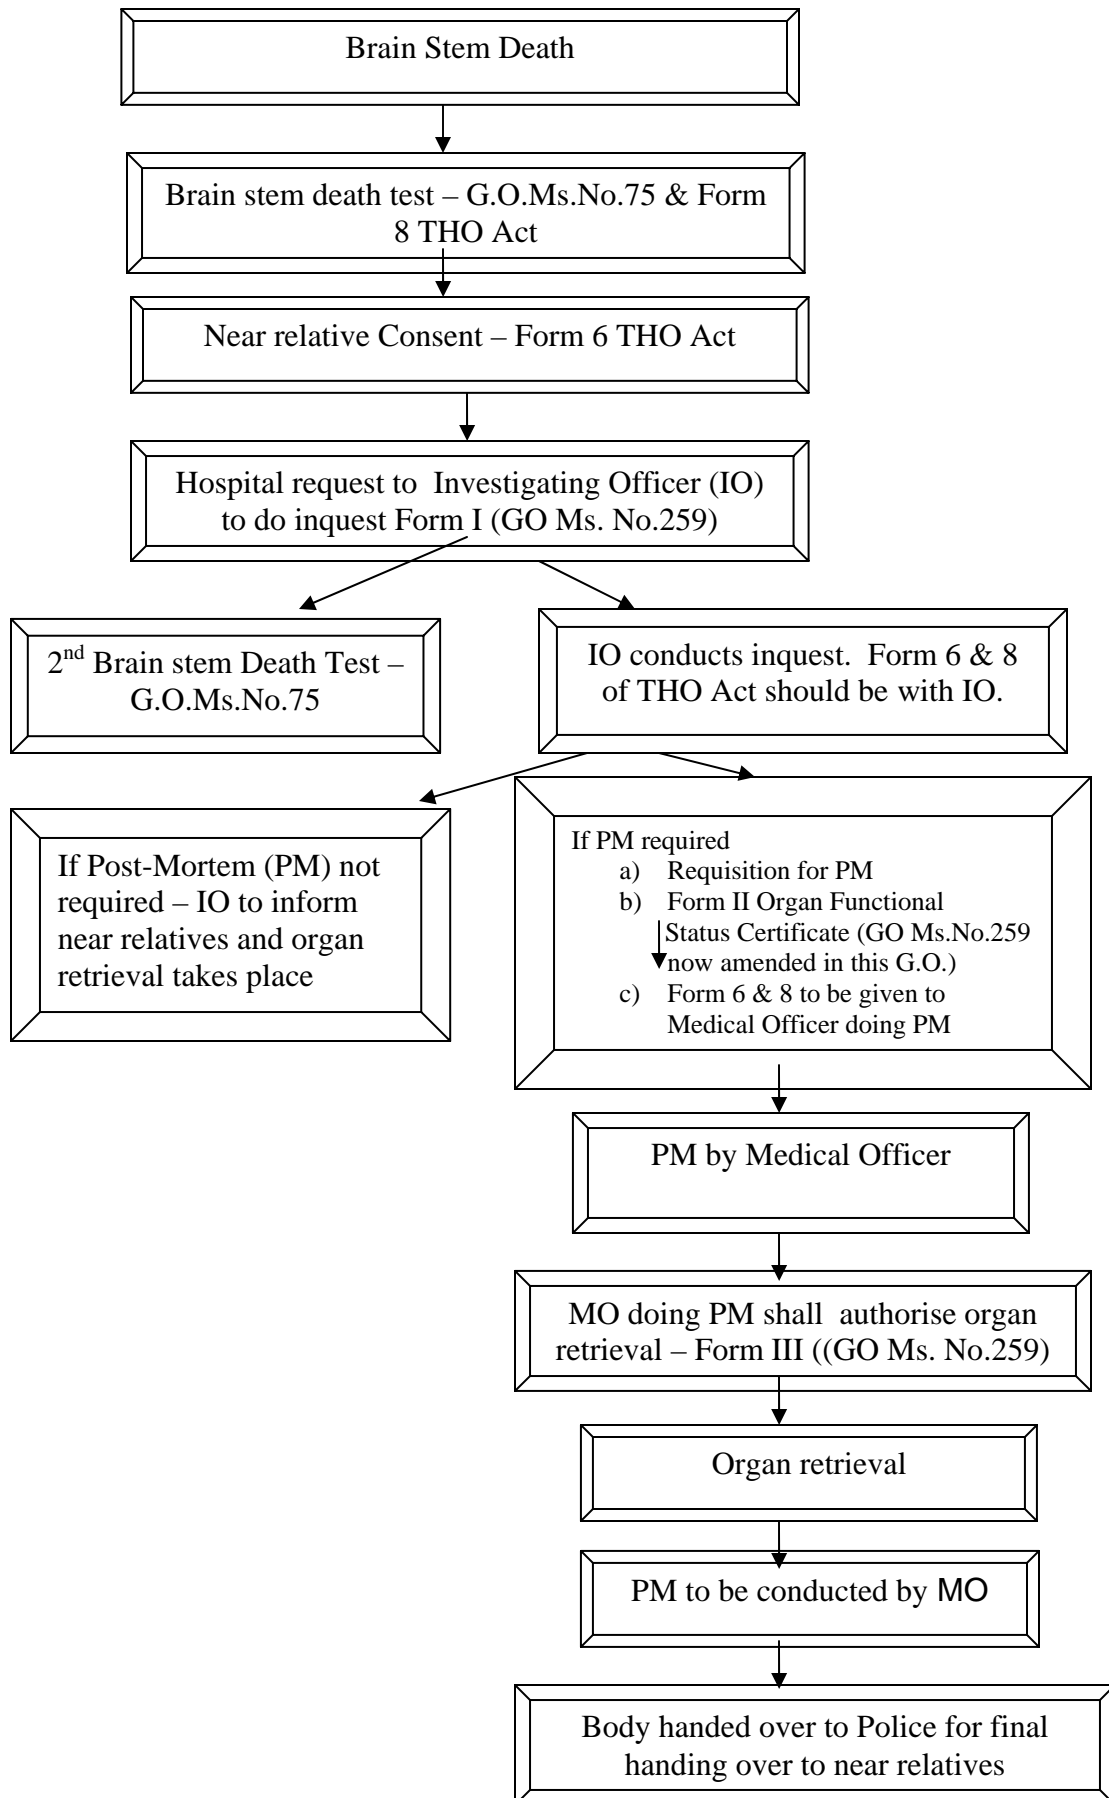 Brain Stem Death
Brain stem death test – G.O.Ms.No.75 & Form
8 THO Act
Near relative Consent – Form 6 THO Act
Hospital request to Investigating Officer (IO)
to do inquest Form I (GO Ms. No.259)
2nd Brain stem Death Test –
G.O.Ms.No.75
IO conducts inquest. Form 6 & 8
of THO Act should be with IO.
If Post-Mortem (PM) not
required – IO to inform
near relatives and organ
retrieval takes place
If PM required
a) Requisition for PM
b) Form II Organ Functional
Status Certificate (GO Ms.No.259
now amended in this G.O.)
c) Form 6 & 8 to be given to
Medical Officer doing PM
PM by Medical Officer
MO doing PM shall authorise organ
retrieval – Form III ((GO Ms. No.259)
Organ retrieval
PM to be conducted by MO
Body handed over to Police for final
handing over to near relatives